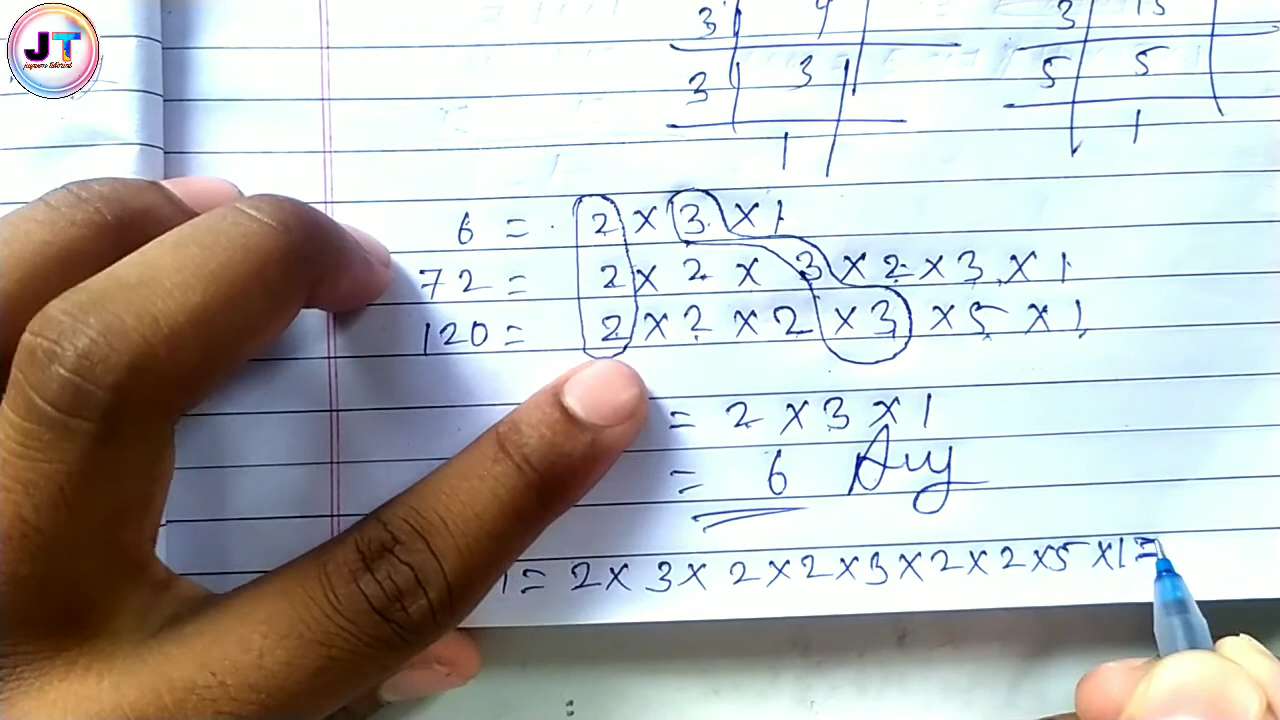 JT
3 9
3 3
1
3 15
5 5
1
6 = 2 × 3 × 1
72 = 2 × 2 × 3 × 2 × 3 × 1
120 = 2 × 2 × 2 × 3 × 5 × 1
= 2 × 3 × 1
= 6 Ans
= 2 × 3 × 2 × 2 × 3 × 2 × 2 × 5 × 1 =